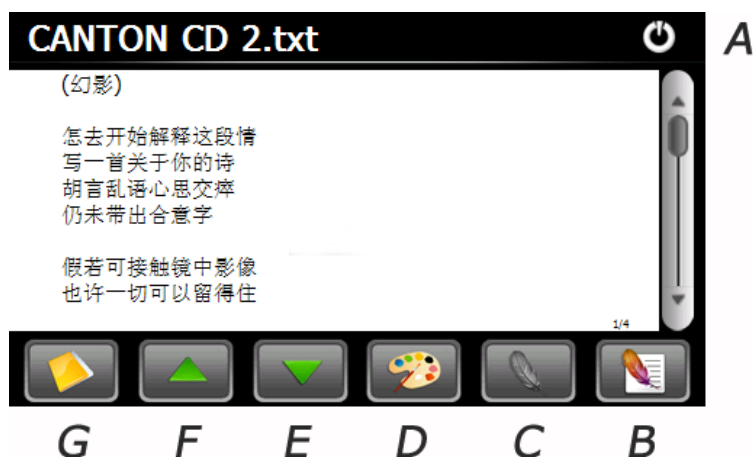 CANTON CD 2.txt
A
(幻影)
怎去开始解释这段情
写一首关于你的诗
胡言乱语心思交瘁
仍未带出合意字
假若可接触镜中影像
也许一切可以留得住
1/4
G F E D C B